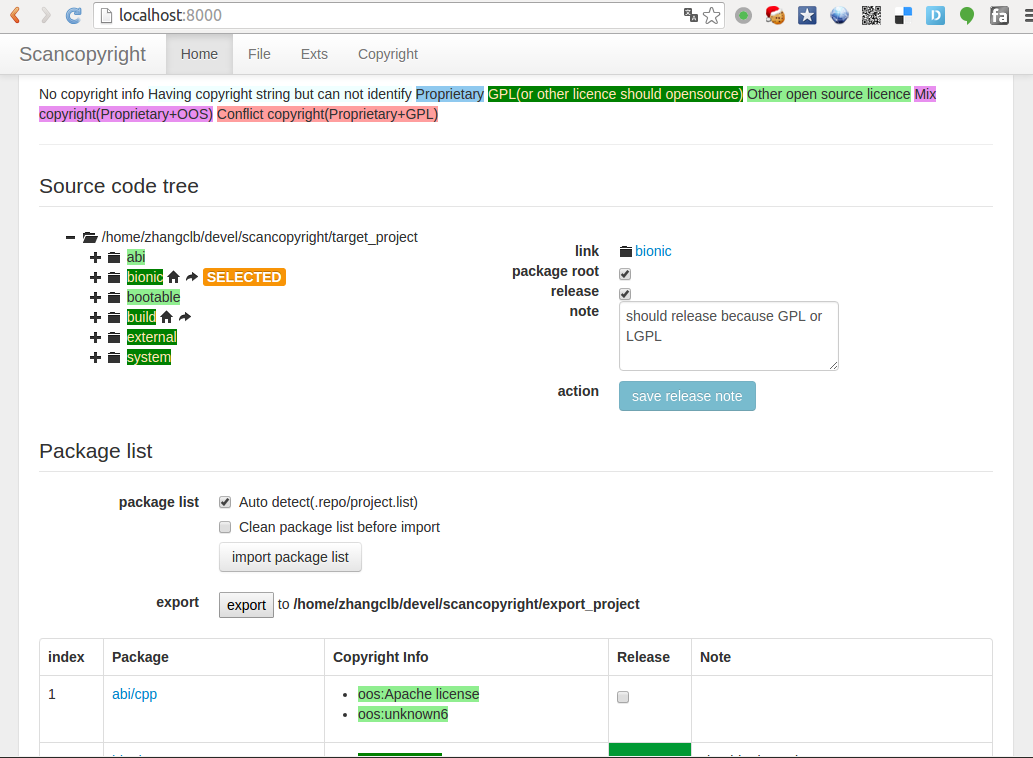 localhost:8000
Scancopyright Home File Exts Copyright
No copyright info Having copyright string but can not identify Proprietary GPL(or other licence should opensource) Other open source licence Mix
copyright(Proprietary+OOS) Conflict copyright(Proprietary+GPL)
Source code tree
/home/zhangclb/devel/scancopyright/target_project
abi
bionic SELECTED
bootable
build
external
system
link bionic
package root
release
note should release because GPL or
LGPL
action save release note
Package list
package list Auto detect(.repo/project.list)
Clean package list before import
import package list
export export to /home/zhangclb/devel/scancopyright/export_project
index Package Copyright Info Release Note
1 abi/cpp oos:Apache license
oos:unknown6